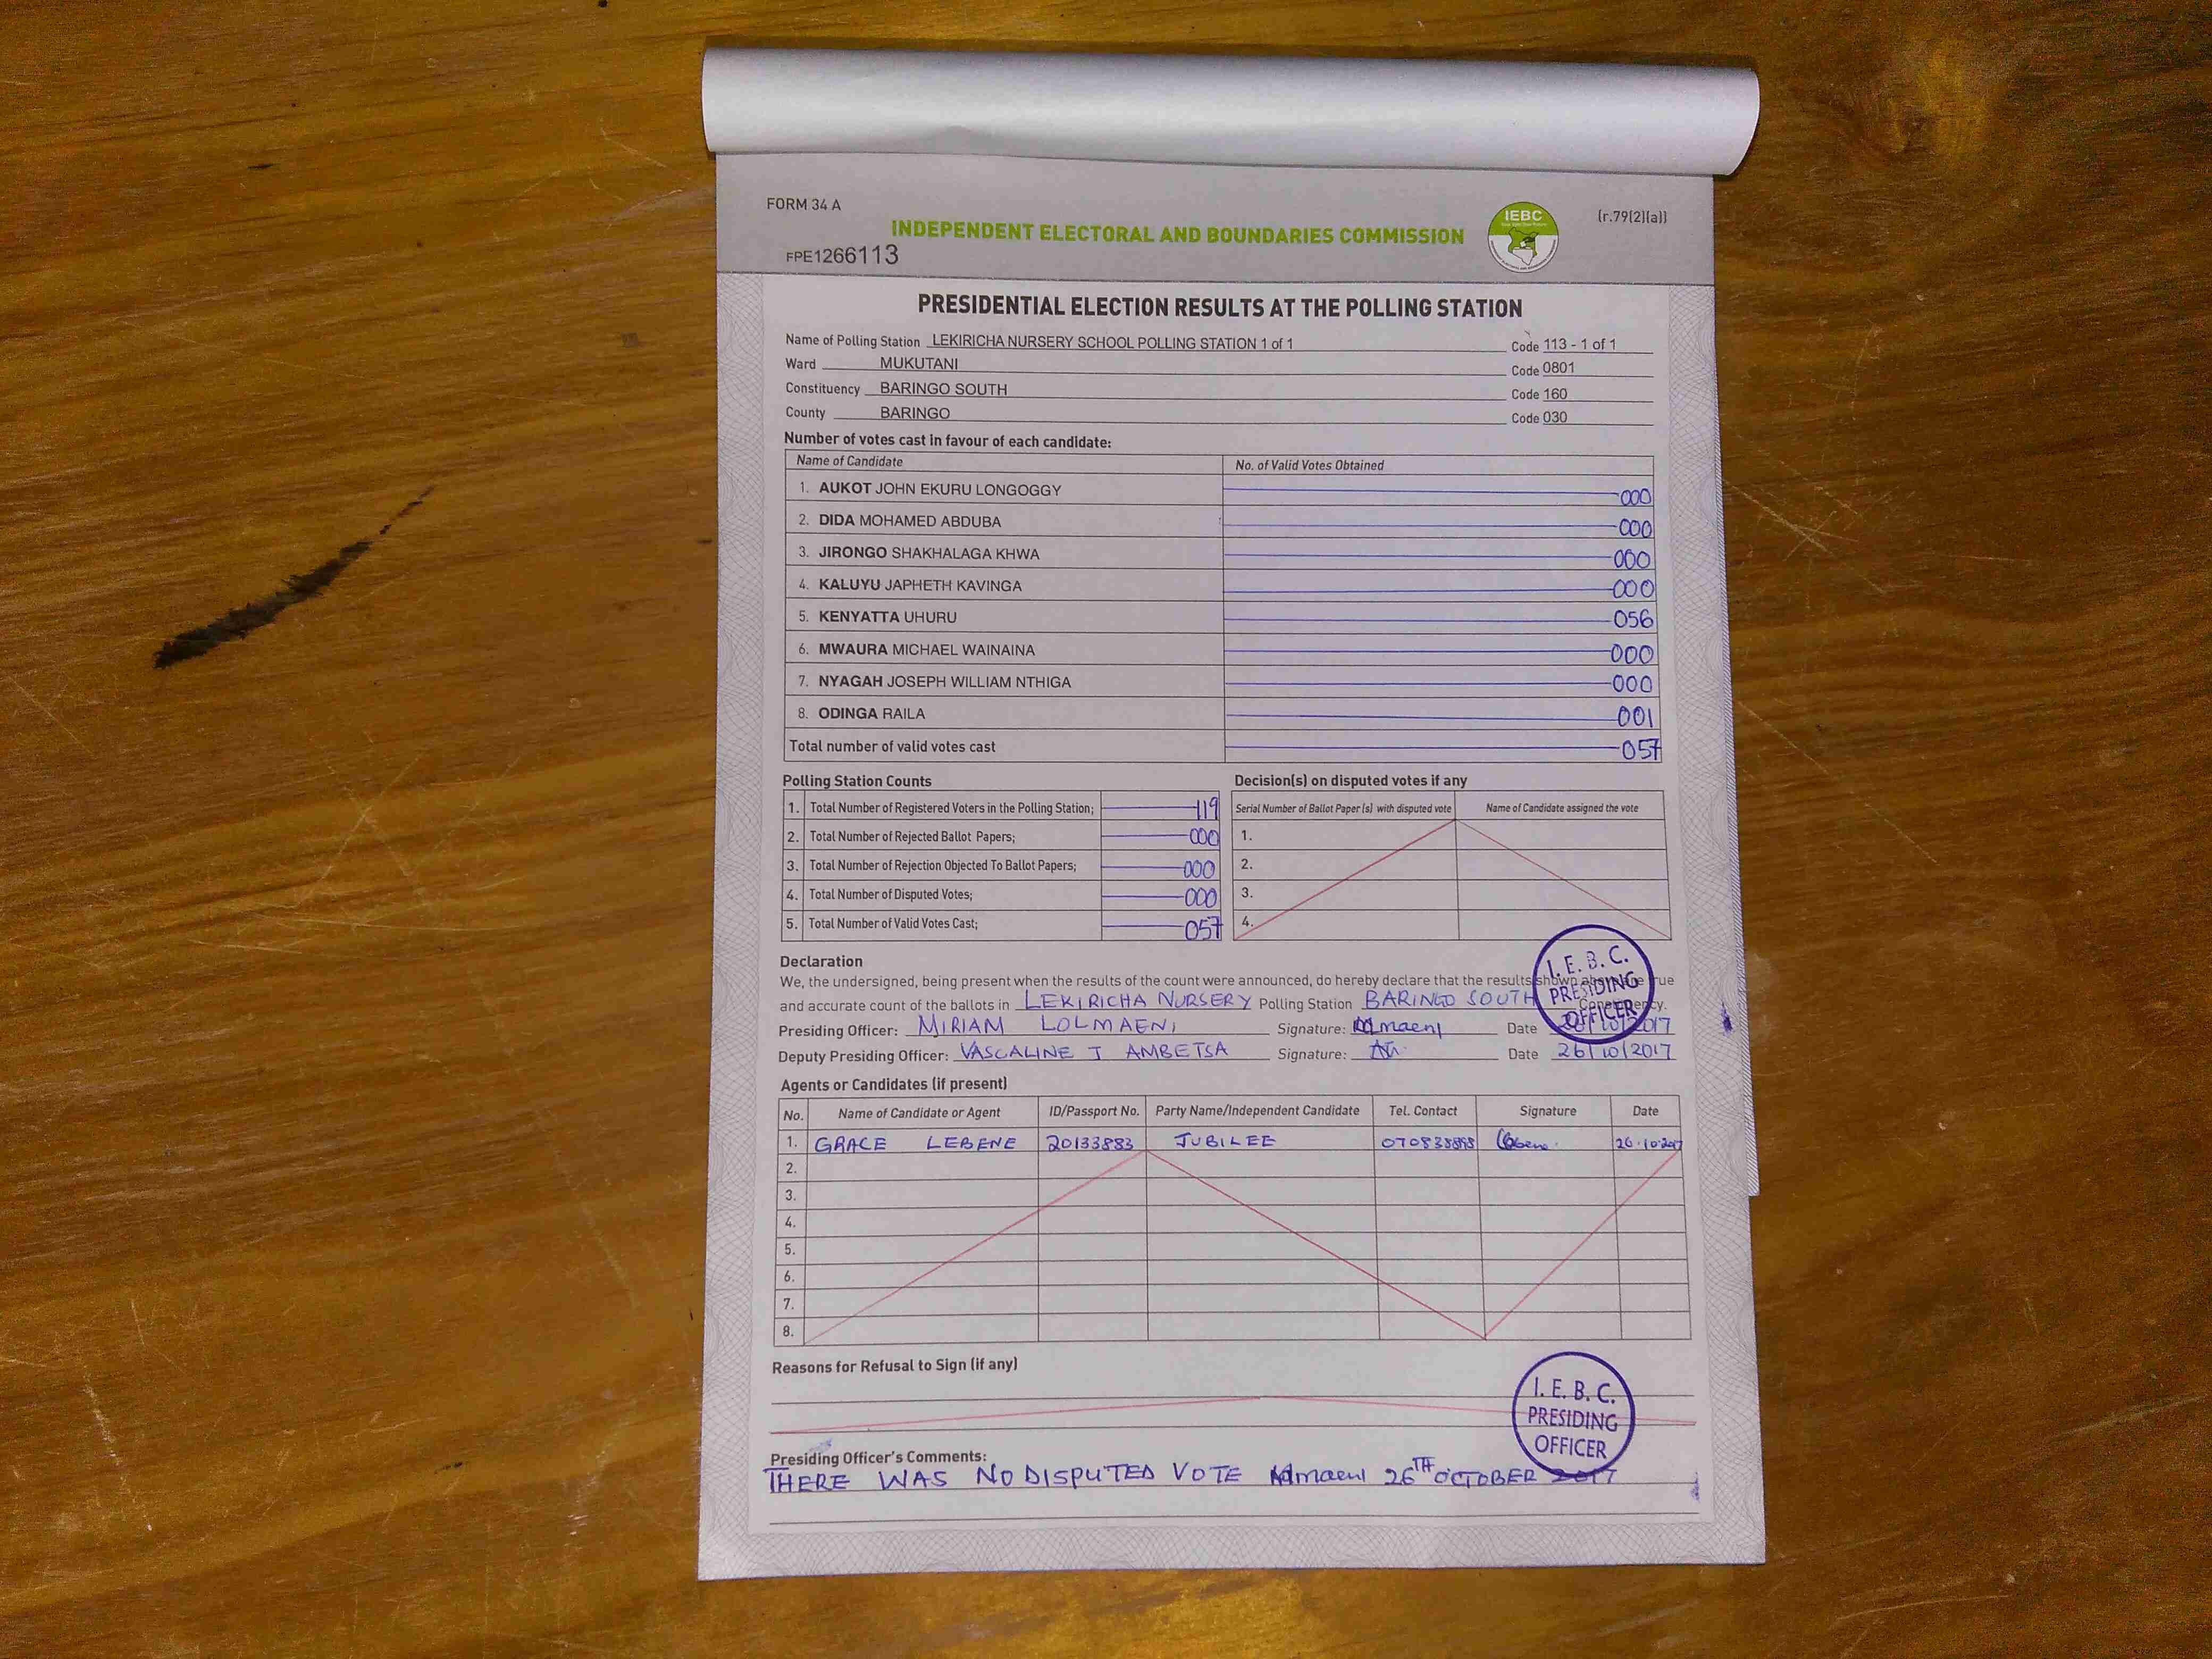 FORM 34 A
INDEPENDENT ELECTORAL AND BOUNDARIES COMMISSION
IEBC
(r.79(2)(a))
FPE1266113
PRESIDENTIAL ELECTION RESULTS AT THE POLLING STATION
Name of Polling Station LEKIRICHA NURSERY SCHOOL POLLING STATION 1 of 1 Code 113 - 1 of 1
Ward MUKUTANI Code 0801
Constituency BARINGO SOUTH Code 160
County BARINGO Code 030
Number of votes cast in favour of each candidate:
Name of Candidate No. of Valid Votes Obtained
1. AUKOT JOHN EKURU LONGOGGY 000
2. DIDA MOHAMED ABDUBA 000
3. JIRONGO SHAKHALAGA KHWA 000
4. KALUYU JAPHETH KAVINGA 000
5. KENYATTA UHURU 056
6. MWAURA MICHAEL WAINAINA 000
7. NYAGAH JOSEPH WILLIAM NTHIGA 000
8. ODINGA RAILA 001
Total number of valid votes cast 057
Polling Station Counts
1. Total Number of Registered Voters in the Polling Station; 119
2. Total Number of Rejected Ballot Papers; 000
3. Total Number of Rejection Objected To Ballot Papers; 000
4. Total Number of Disputed Votes; 000
5. Total Number of Valid Votes Cast; 057
Decision(s) on disputed votes if any
Serial Number of Ballot Paper(s) with disputed vote Name of Candidate assigned the vote
1.
2.
3.
4.
Declaration
We, the undersigned, being present when the results of the count were announced, do hereby declare that the results shown
and accurate count of the ballots in LEKIRICHA NURSERY Polling Station BARINGO SOUTH Constituency.
I. E. B. C.
PRESIDING
OFFICER
Presiding Officer: MIRIAM LOLMAENI Signature: Date 26/10/2017
Deputy Presiding Officer: VASCALINE J AMBETSA Signature: Date 26/10/2017
Agents or Candidates (if present)
No. Name of Candidate or Agent ID/Passport No. Party Name/Independent Candidate Tel. Contact Signature Date
1. GRACE LEBENE 20133883 JUBILEE 26.10.2017
2.
3.
4.
5.
6.
7.
8.
Reasons for Refusal to Sign (if any)
I. E. B. C.
PRESIDING
OFFICER
Presiding Officer's Comments:
THERE WAS NO DISPUTED VOTE 26TH OCTOBER 2017